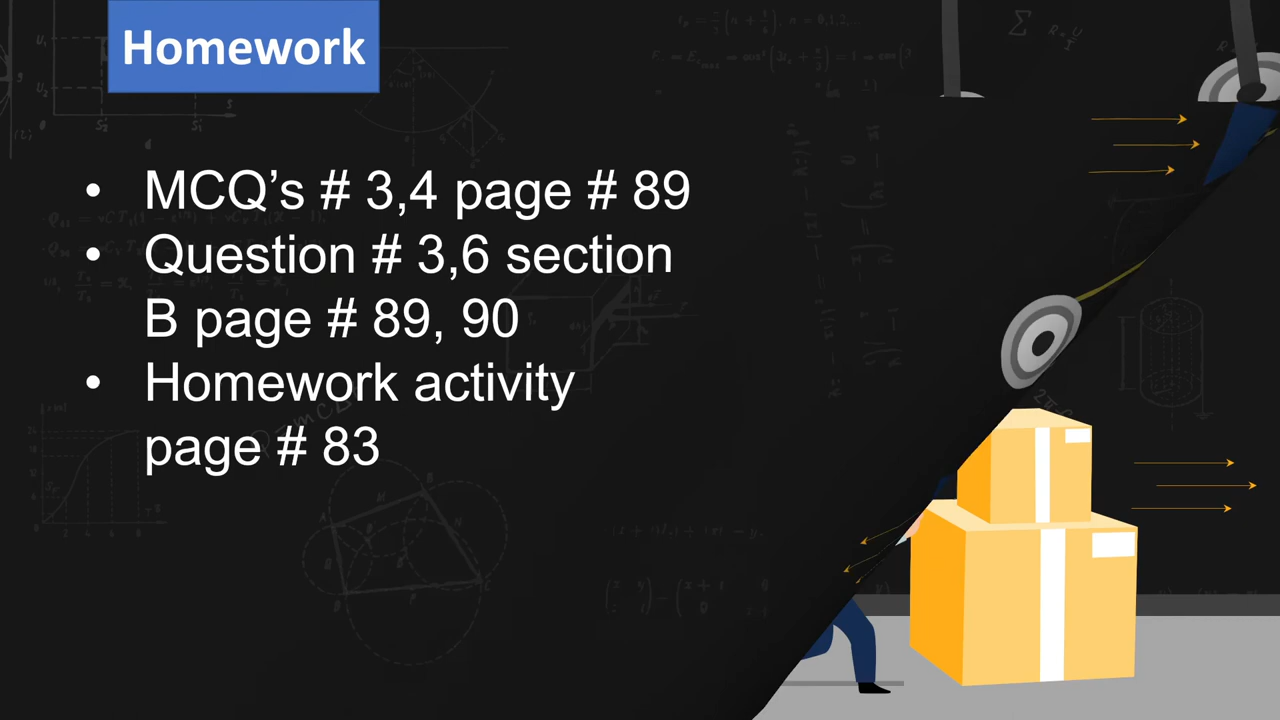 Homework
• MCQ’s # 3,4 page # 89
• Question # 3,6 section
B page # 89, 90
• Homework activity
page # 83